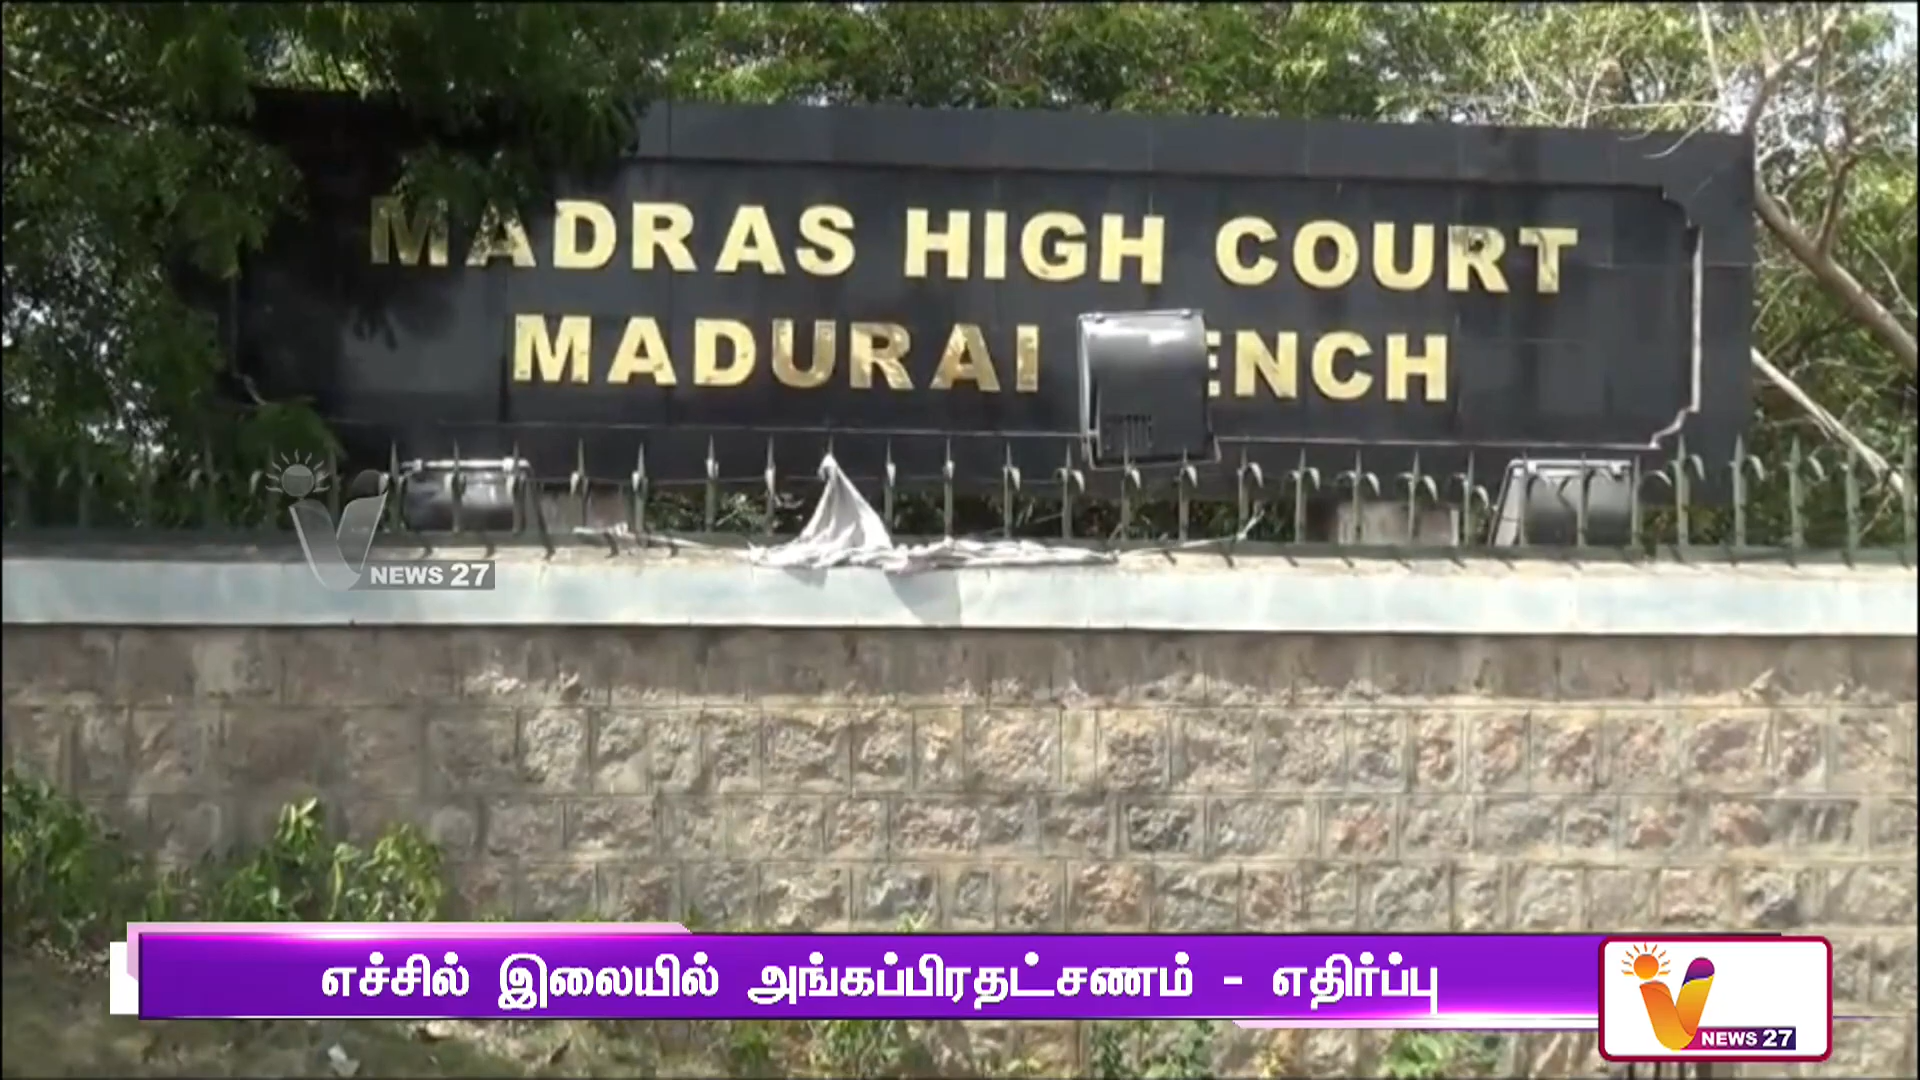 MADRAS HIGH COURT
MADURAI ENCH
NEWS 27
எச்சில் இலையில் அங்கப்பிரதட்சணம் - எதிர்ப்பு
NEWS 27